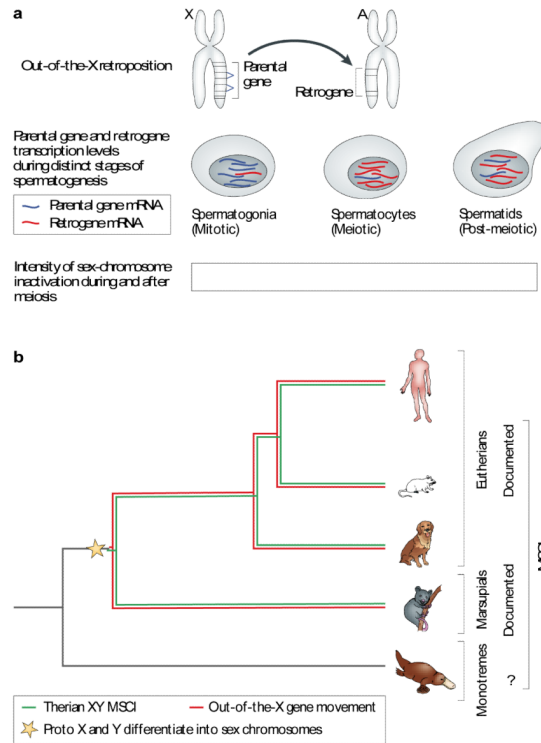 a
X
A
Out-of-the-X retroposition
Parental
gene
Retrogene
Parental gene and retrogene
transcription levels
during distinct stages of
spermatogenesis
Parental gene mRNA
Retrogene mRNA
Spermatogonia
(Mitotic)
Spermatocytes
(Meiotic)
Spermatids
(Post-meiotic)
Intensity of sex-chromosome
inactivation during and after
meiosis
b
Eutherians
Documented
Marsupials
Documented
Monotremes
?
Therian XY MSCI
Out-of-the-X gene movement
Proto X and Y differentiate into sex chromosomes